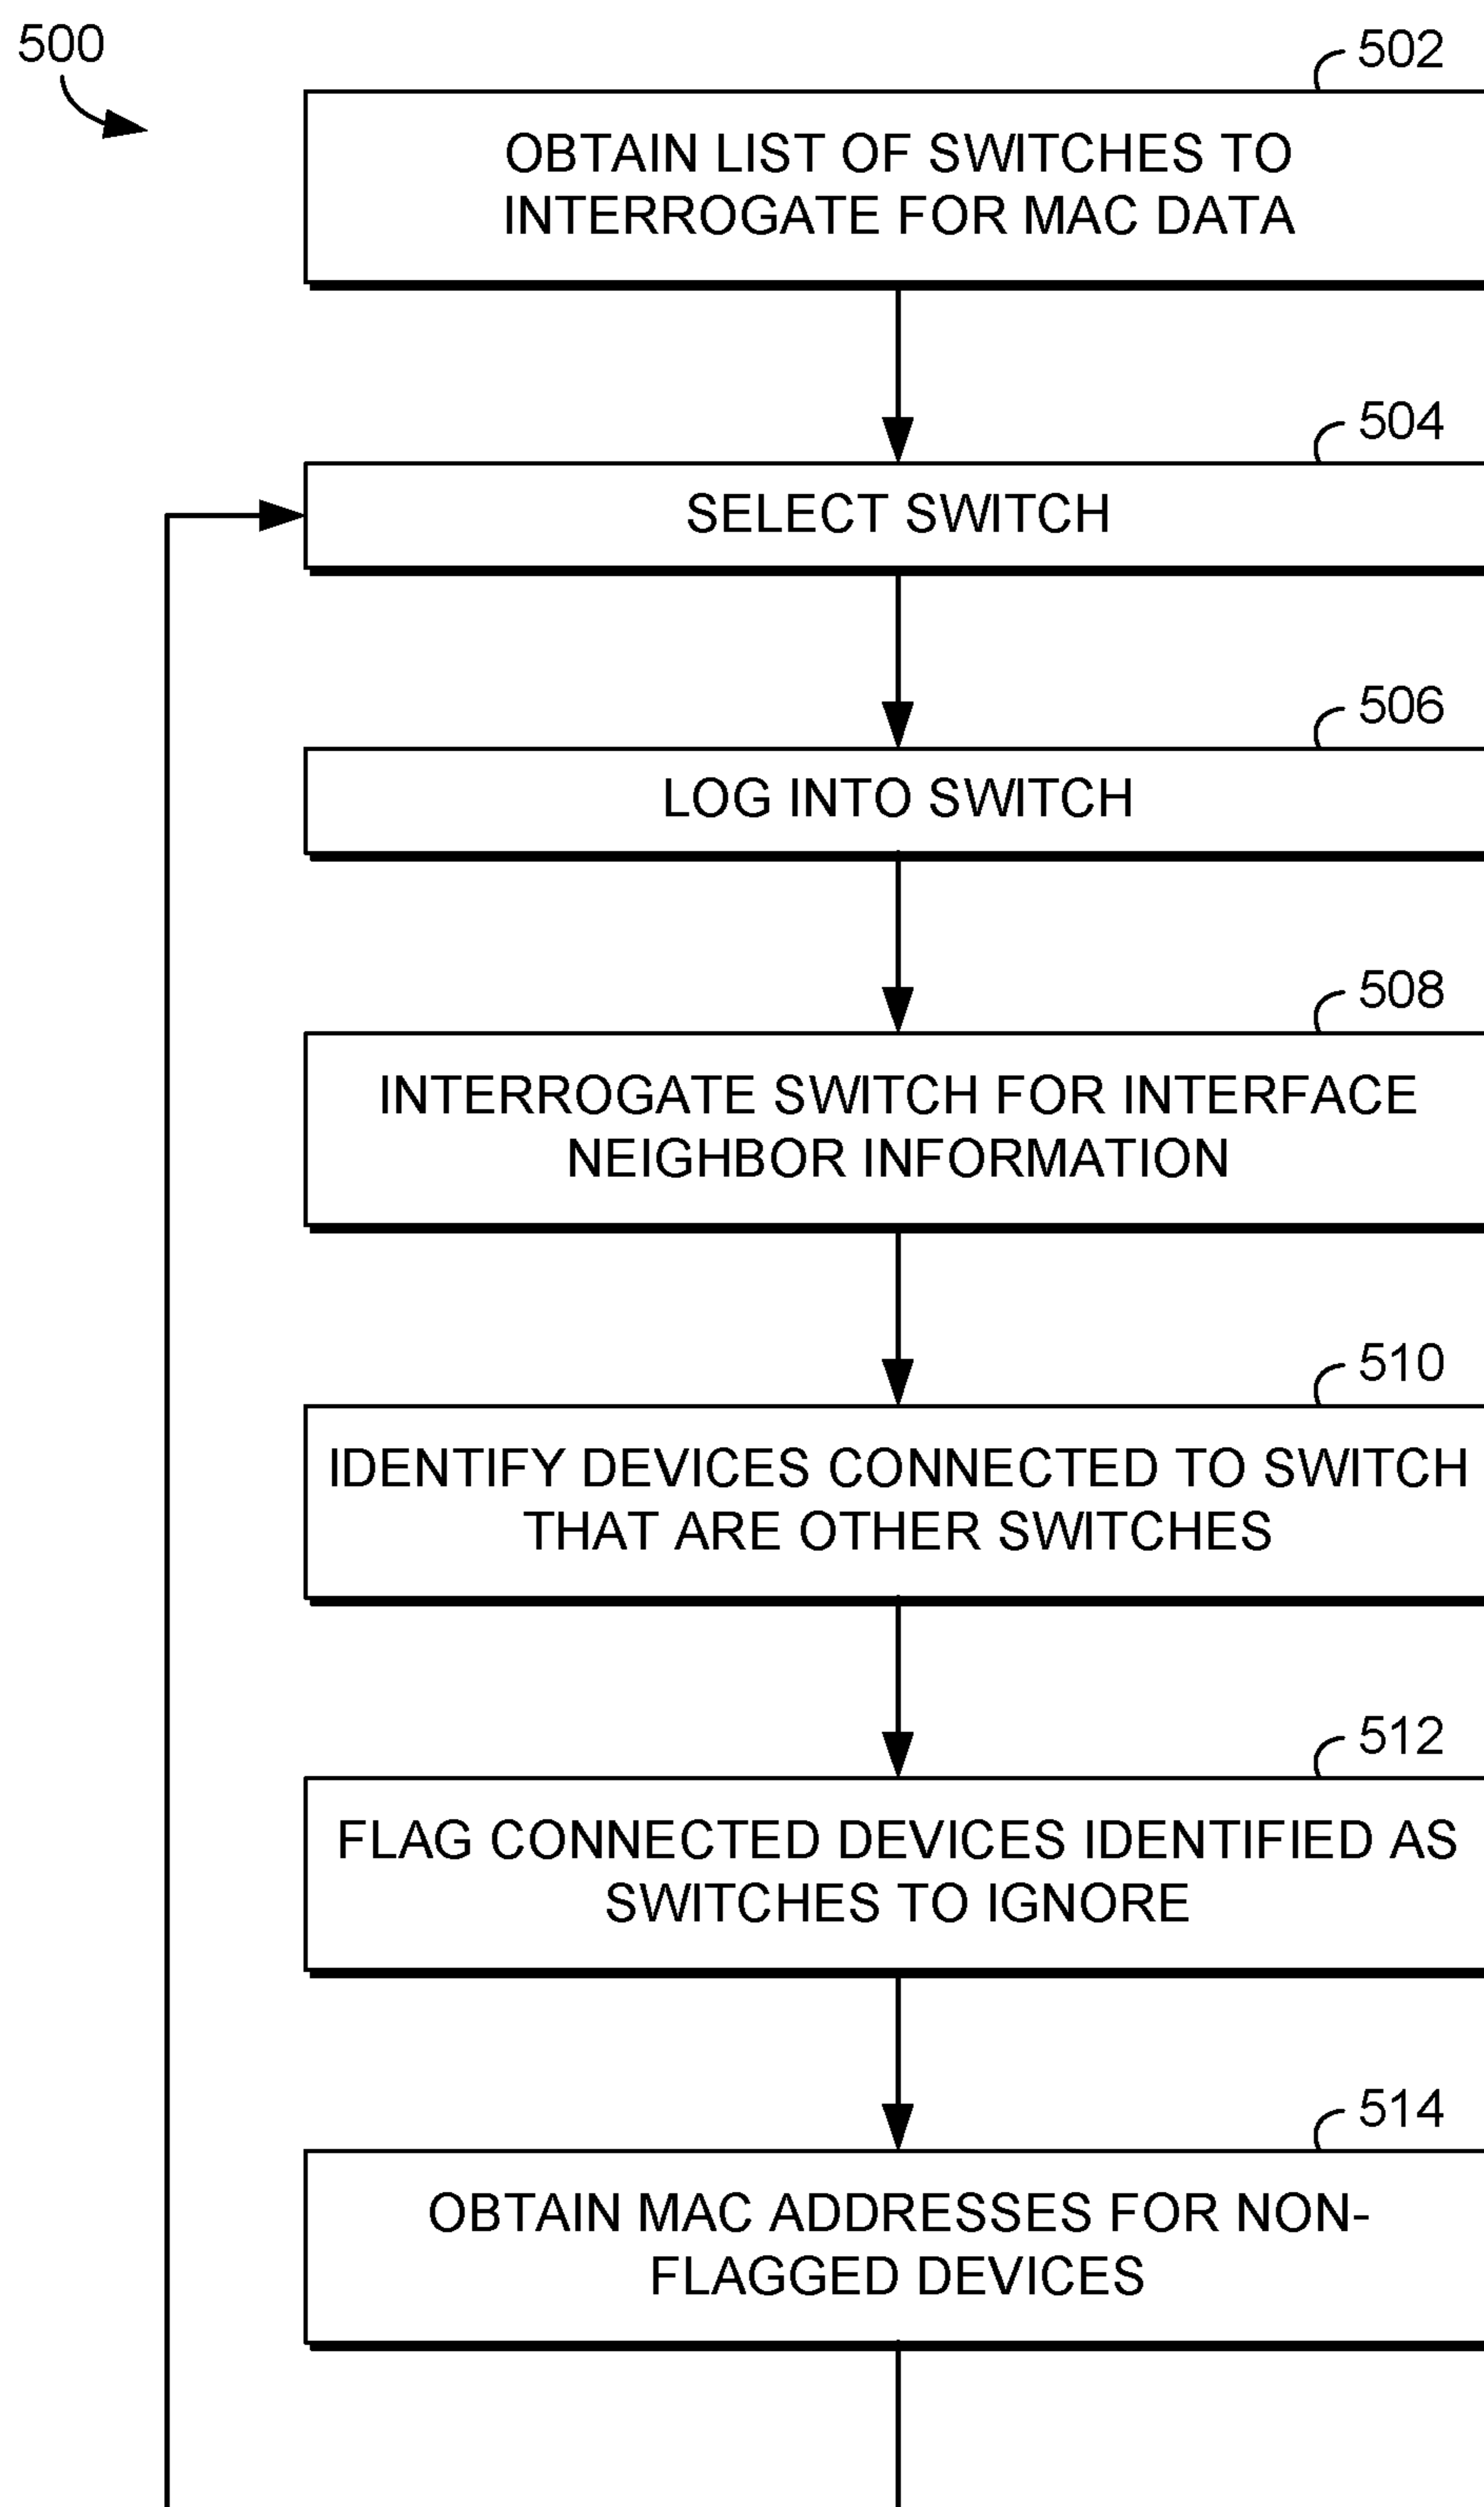 500
502
OBTAIN LIST OF SWITCHES TO
INTERROGATE FOR MAC DATA
504
SELECT SWITCH
506
LOG INTO SWITCH
508
INTERROGATE SWITCH FOR INTERFACE
NEIGHBOR INFORMATION
510
IDENTIFY DEVICES CONNECTED TO SWITCH
THAT ARE OTHER SWITCHES
512
FLAG CONNECTED DEVICES IDENTIFIED AS
SWITCHES TO IGNORE
514
OBTAIN MAC ADDRESSES FOR NON-
FLAGGED DEVICES